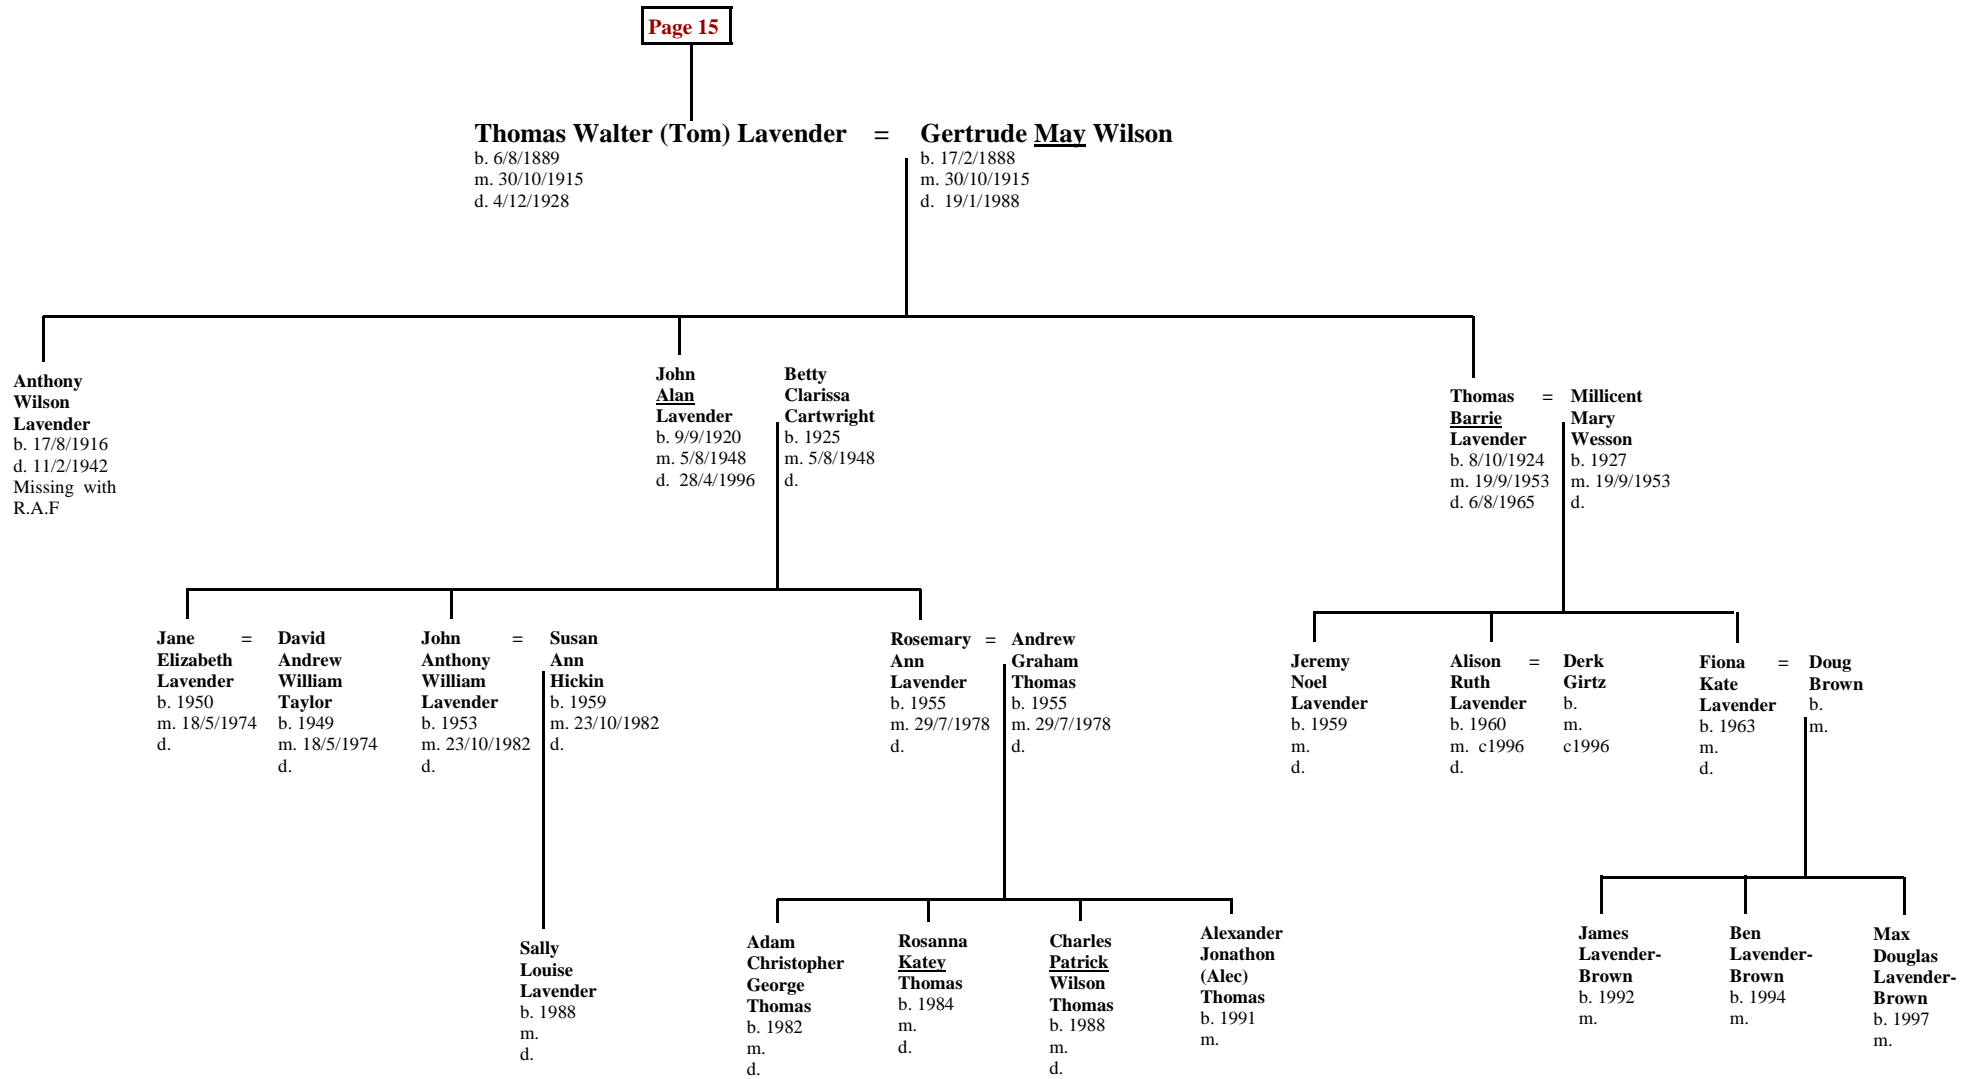 Page 15
Thomas Walter (Tom) Lavender = Gertrude May Wilson
b. 6/8/1889
m. 30/10/1915
d. 4/12/1928
b. 17/2/1888
m. 30/10/1915
d. 19/1/1988
Anthony
Wilson
Lavender
b. 17/8/1916
d. 11/2/1942
Missing with
R.A.F
John
Alan
Lavender
b. 9/9/1920
m. 5/8/1948
d. 28/4/1996
Betty
Clarissa
Cartwright
b. 1925
m. 5/8/1948
d.
Thomas =
Barrie
Lavender
b. 8/10/1924
m. 19/9/1953
d. 6/8/1965
Millicent
Mary
Wesson
b. 1927
m. 19/9/1953
d.
Jane =
Elizabeth
Lavender
b. 1950
m. 18/5/1974
d.
David
Andrew
William
Taylor
b. 1949
m. 18/5/1974
d.
John =
Anthony
William
Lavender
b. 1953
m. 23/10/1982
d.
Susan
Ann
Hickin
b. 1959
m. 23/10/1982
d.
Rosemary =
Ann
Lavender
b. 1955
m. 29/7/1978
d.
Andrew
Graham
Thomas
b. 1955
m. 29/7/1978
d.
Jeremy
Noel
Lavender
b. 1959
m.
d.
Alison =
Ruth
Lavender
b. 1960
m. c1996
d.
Derk
Girtz
b.
m.
c1996
Fiona =
Kate
Lavender
b. 1963
m.
d.
Doug
Brown
b.
m.
Sally
Louise
Lavender
b. 1988
m.
d.
Adam
Christopher
George
Thomas
b. 1982
m.
d.
Rosanna
Katey
Thomas
b. 1984
m.
d.
Charles
Patrick
Wilson
Thomas
b. 1988
m.
d.
Alexander
Jonathon
(Alec)
Thomas
b. 1991
m.
James
Lavender-
Brown
b. 1992
m.
Ben
Lavender-
Brown
b. 1994
m.
Max
Douglas
Lavender-
Brown
b. 1997
m.